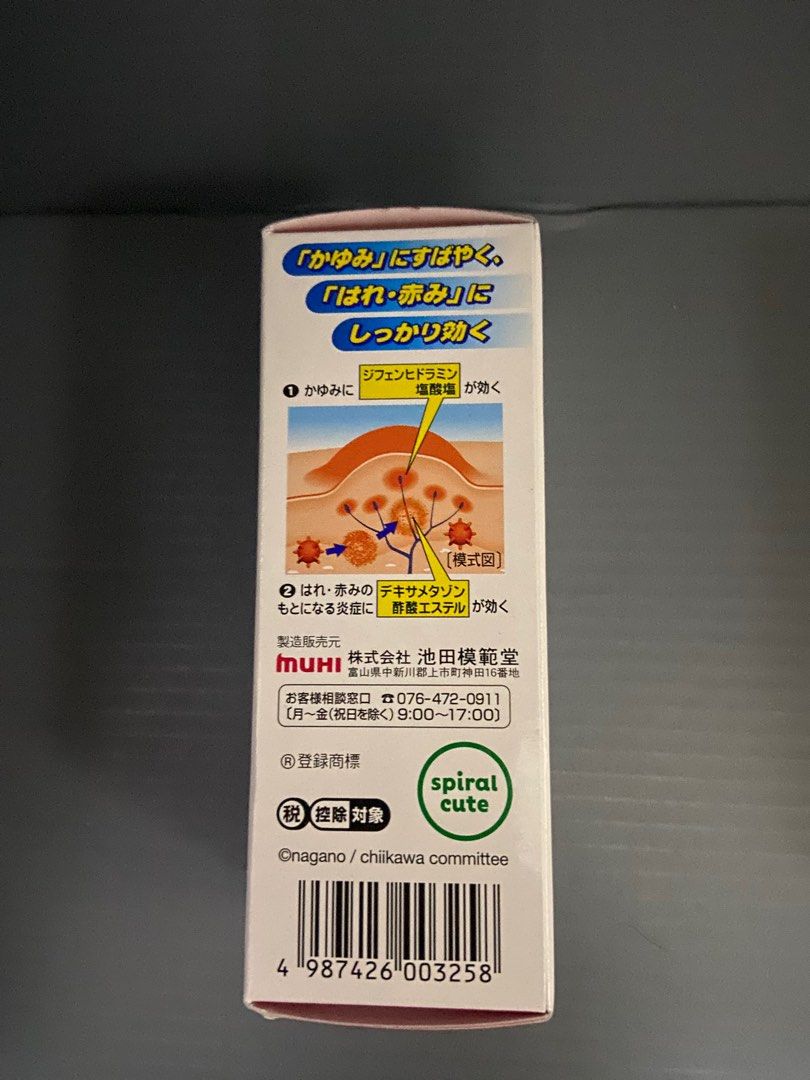 「かゆみ」にすばやく、
「はれ・赤み」に
しっかり効く
❶かゆみに ジフェンヒドラミン塩酸塩 が効く
〔模式図〕
❷はれ・赤みの
もとになる炎症に デキサメタゾン酢酸エステル が効く
製造販売元
MUHI 株式会社 池田模範堂
富山県中新川郡上市町神田16番地
お客様相談窓口 ☎076-472-0911
〔月〜金(祝日を除く)9:00〜17:00〕
®登録商標
spiral
cute
税 控除対象
©nagano / chiikawa committee
4 987426 003258